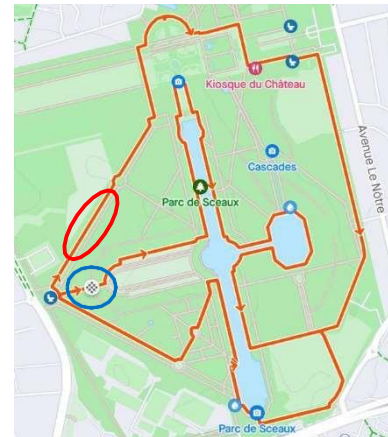 Kiosque du Château
Avenue Le Nôtre
Cascades
Parc de Sceaux
Parc de Sceaux